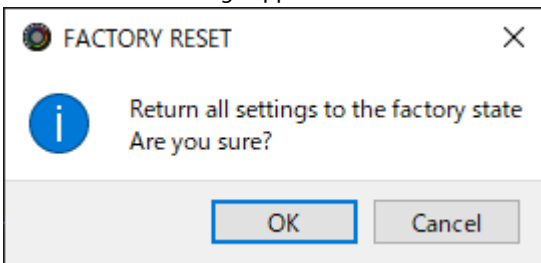 FACTORY RESET
Return all settings to the factory state
Are you sure?
OK
Cancel